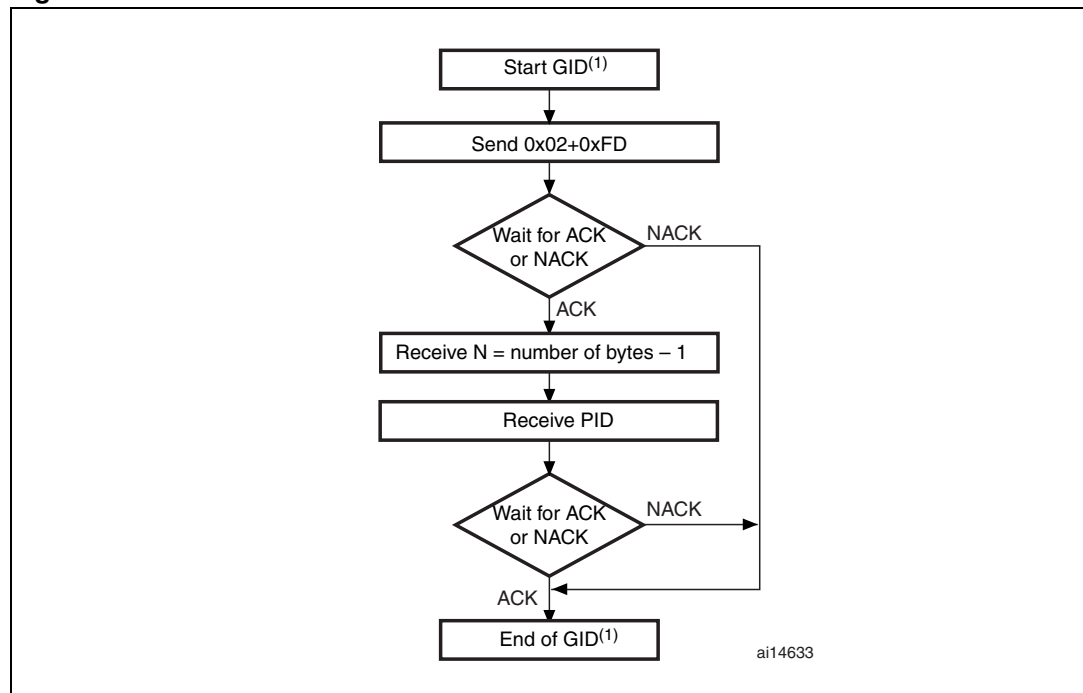 Start GID(1)
Send 0x02+0xFD
Wait for ACK
or NACK
NACK
ACK
Receive N = number of bytes – 1
Receive PID
Wait for ACK
or NACK
NACK
ACK
End of GID(1)
ai14633